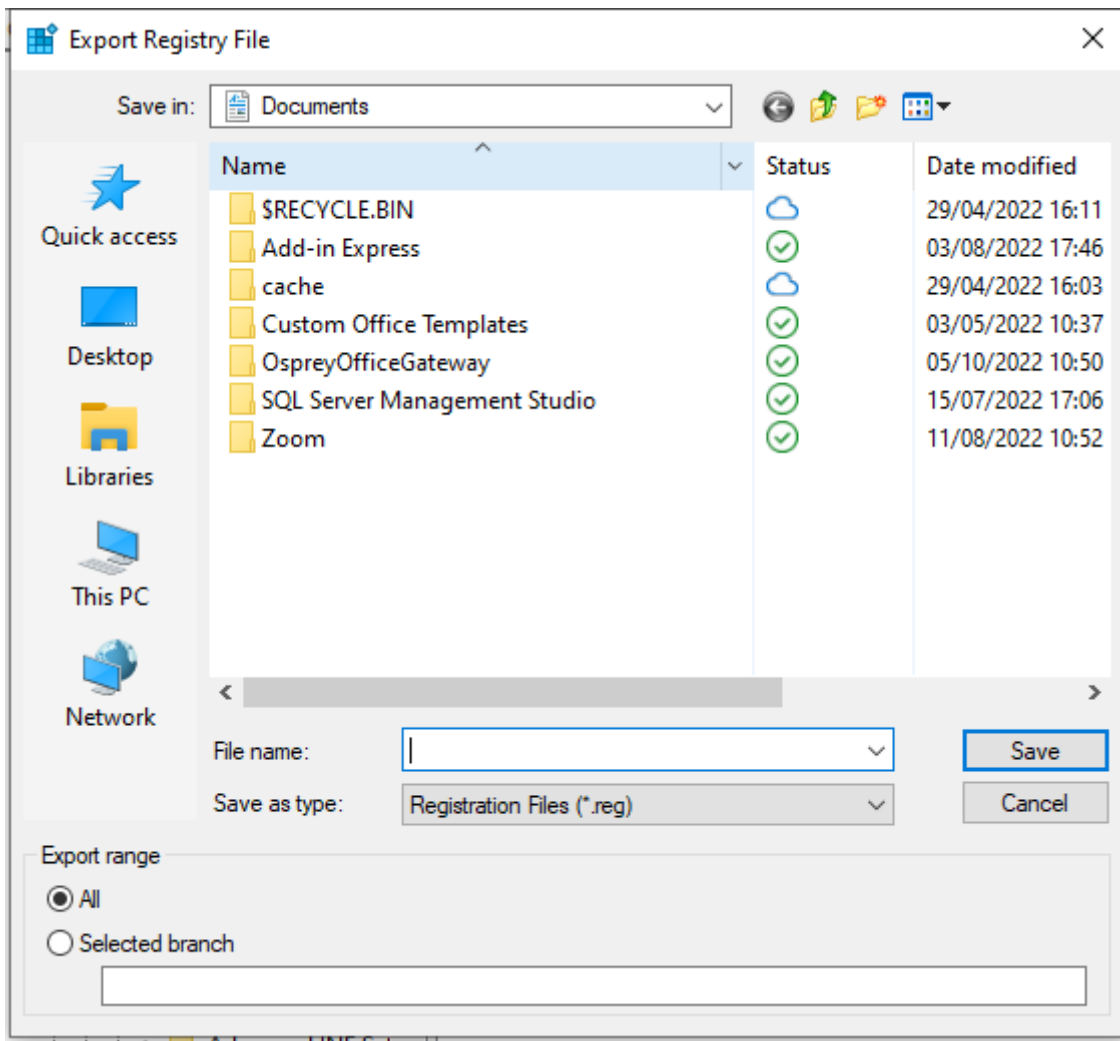 Export Registry File
Save in: Documents
Name Status Date modified
$RECYCLE.BIN 29/04/2022 16:11
Add-in Express 03/08/2022 17:46
cache 29/04/2022 16:03
Custom Office Templates 03/05/2022 10:37
OspreyOfficeGateway 05/10/2022 10:50
SQL Server Management Studio 15/07/2022 17:06
Zoom 11/08/2022 10:52
Quick access
Desktop
Libraries
This PC
Network
File name: Save
Save as type: Registration Files (*.reg) Cancel
Export range
All
Selected branch